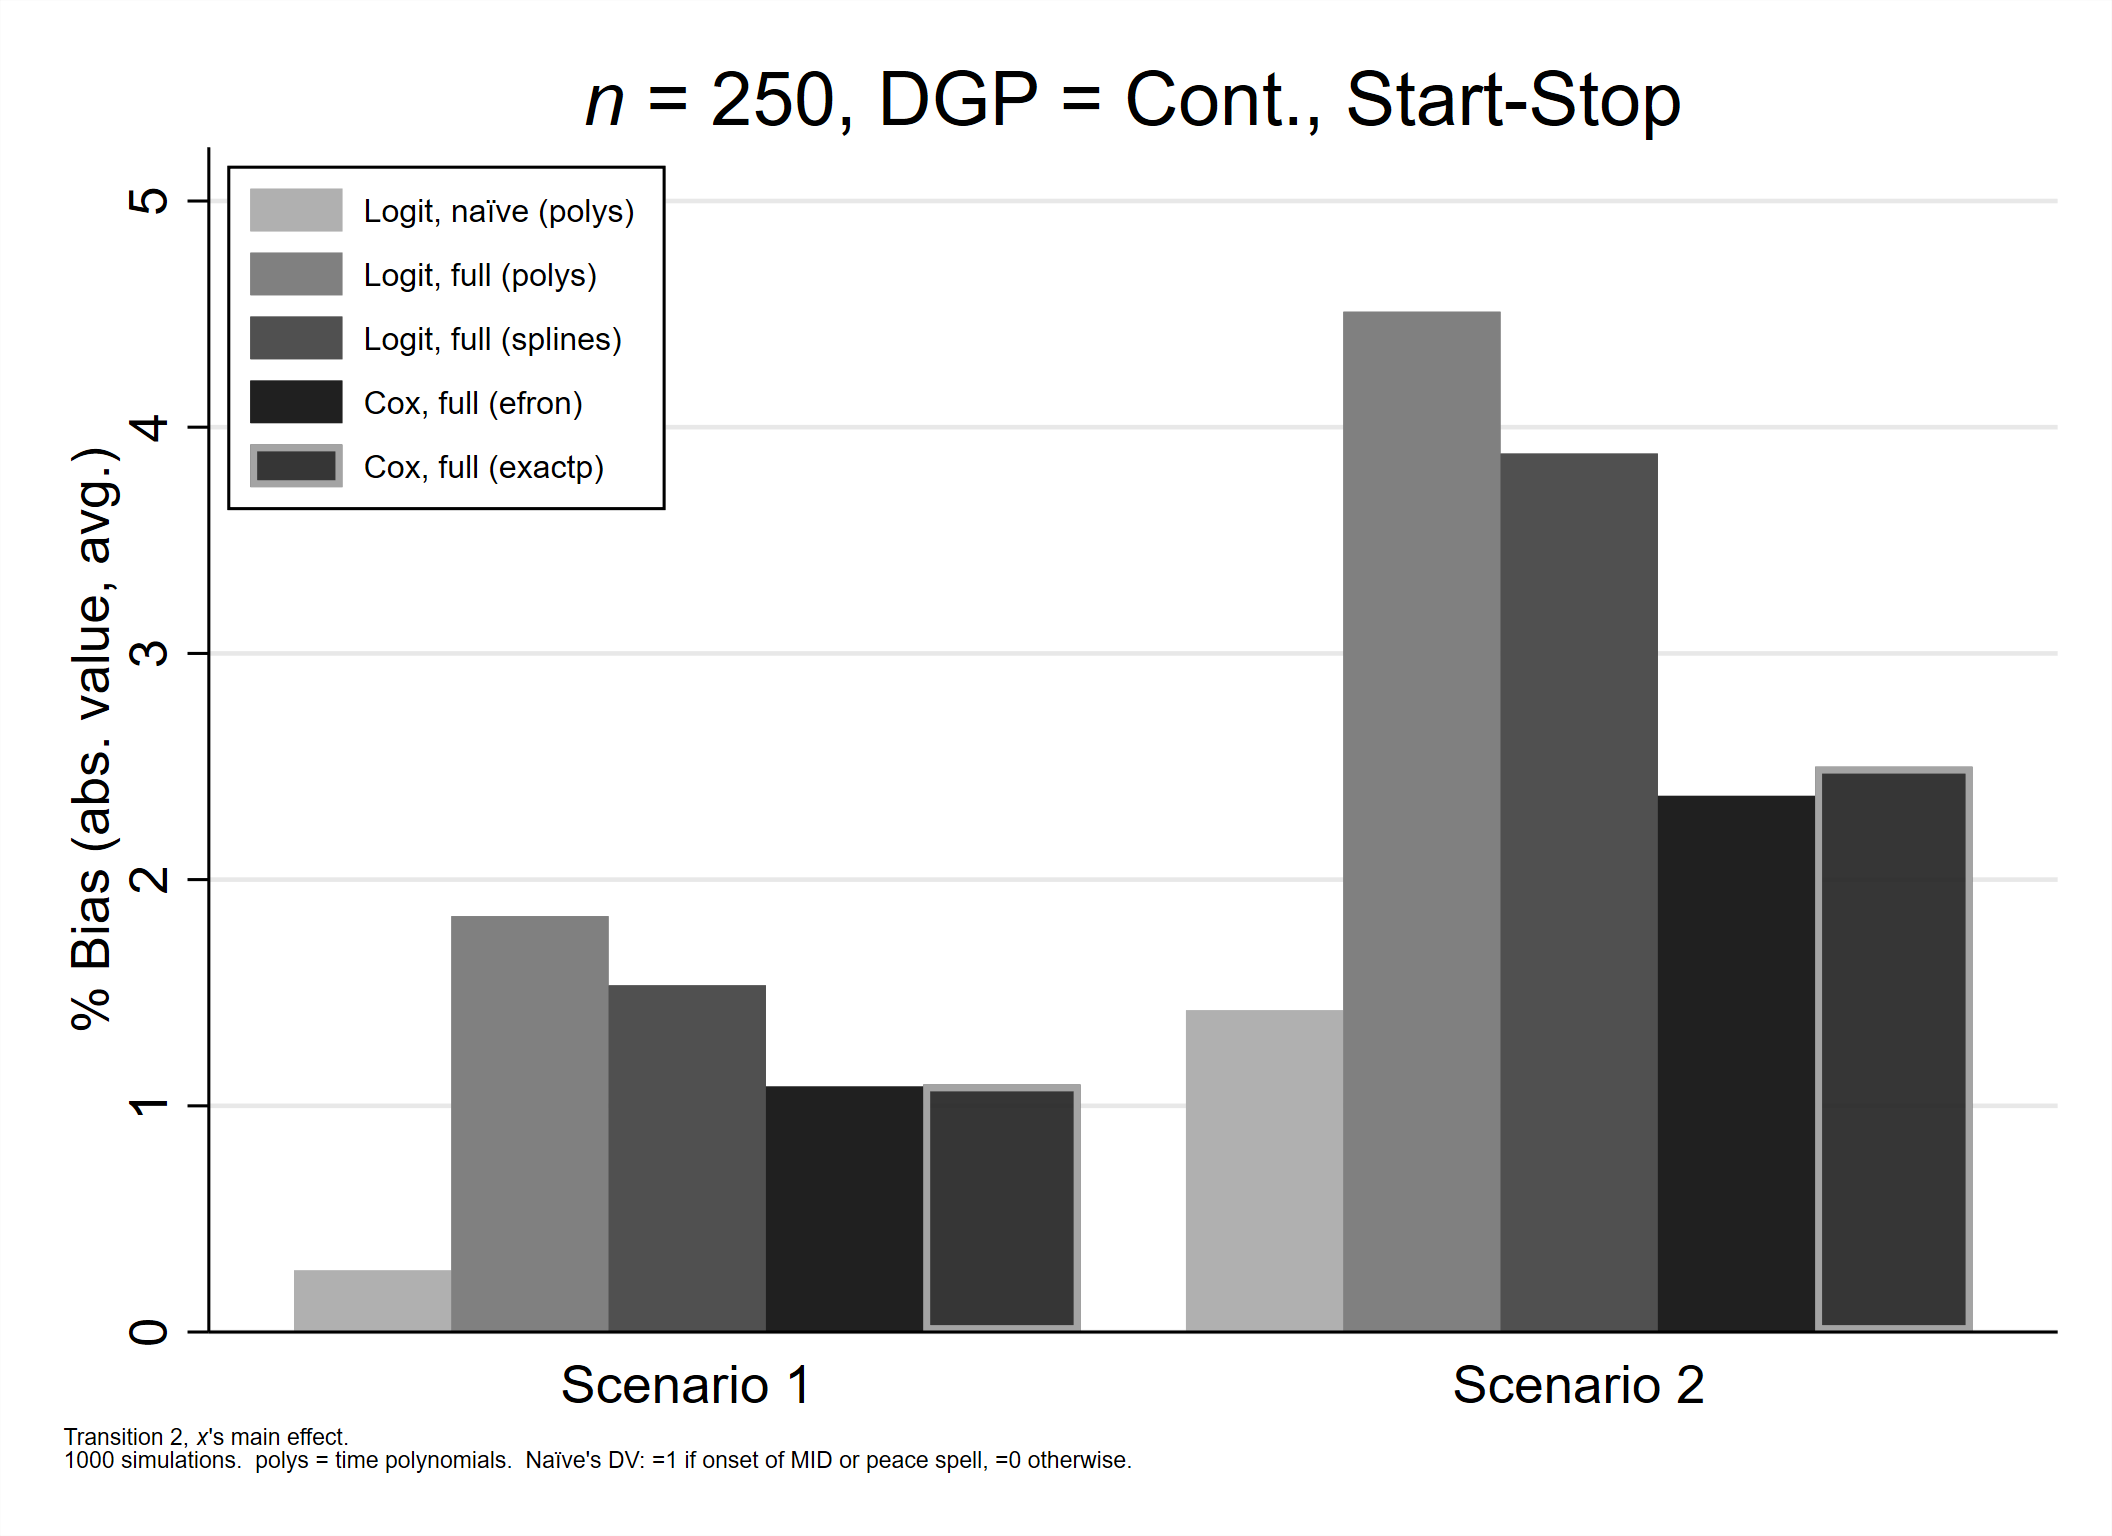 n = 250, DGP = Cont., Start-Stop
% Bias (abs. value, avg.)
5
4
3
2
1
0
Logit, naïve (polys)
Logit, full (polys)
Logit, full (splines)
Cox, full (efron)
Cox, full (exactp)
Scenario 1
Scenario 2
Transition 2, x's main effect.
1000 simulations.  polys = time polynomials.  Naïve's DV: =1 if onset of MID or peace spell, =0 otherwise.